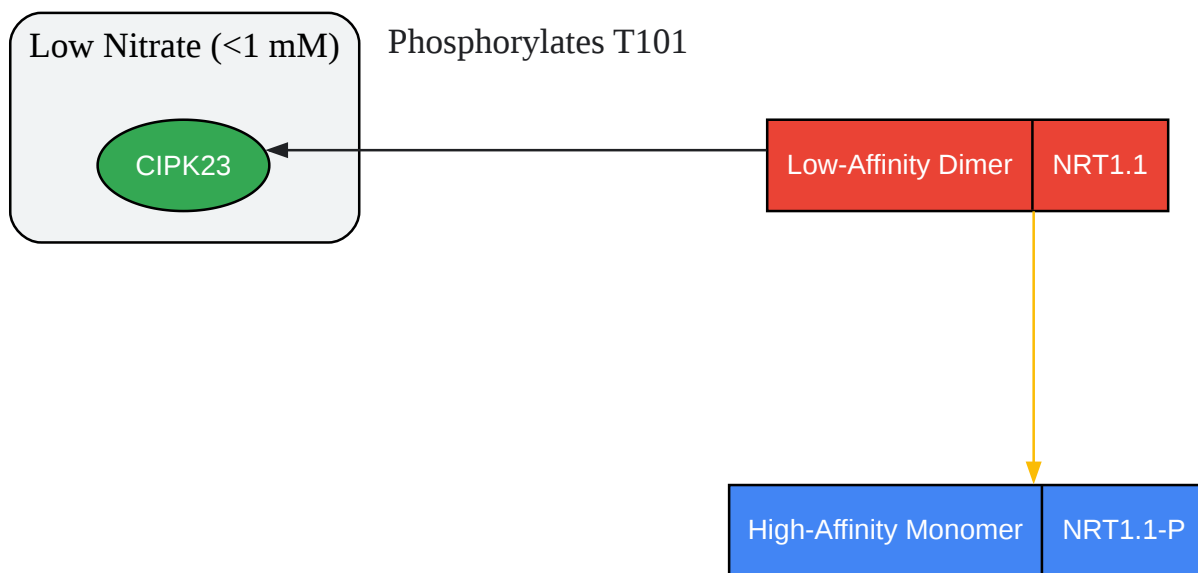 Low Nitrate (<1 mM)
Phosphorylates T101
CIPK23
Low-Affinity Dimer
NRT1.1
High-Affinity Monomer
NRT1.1-P